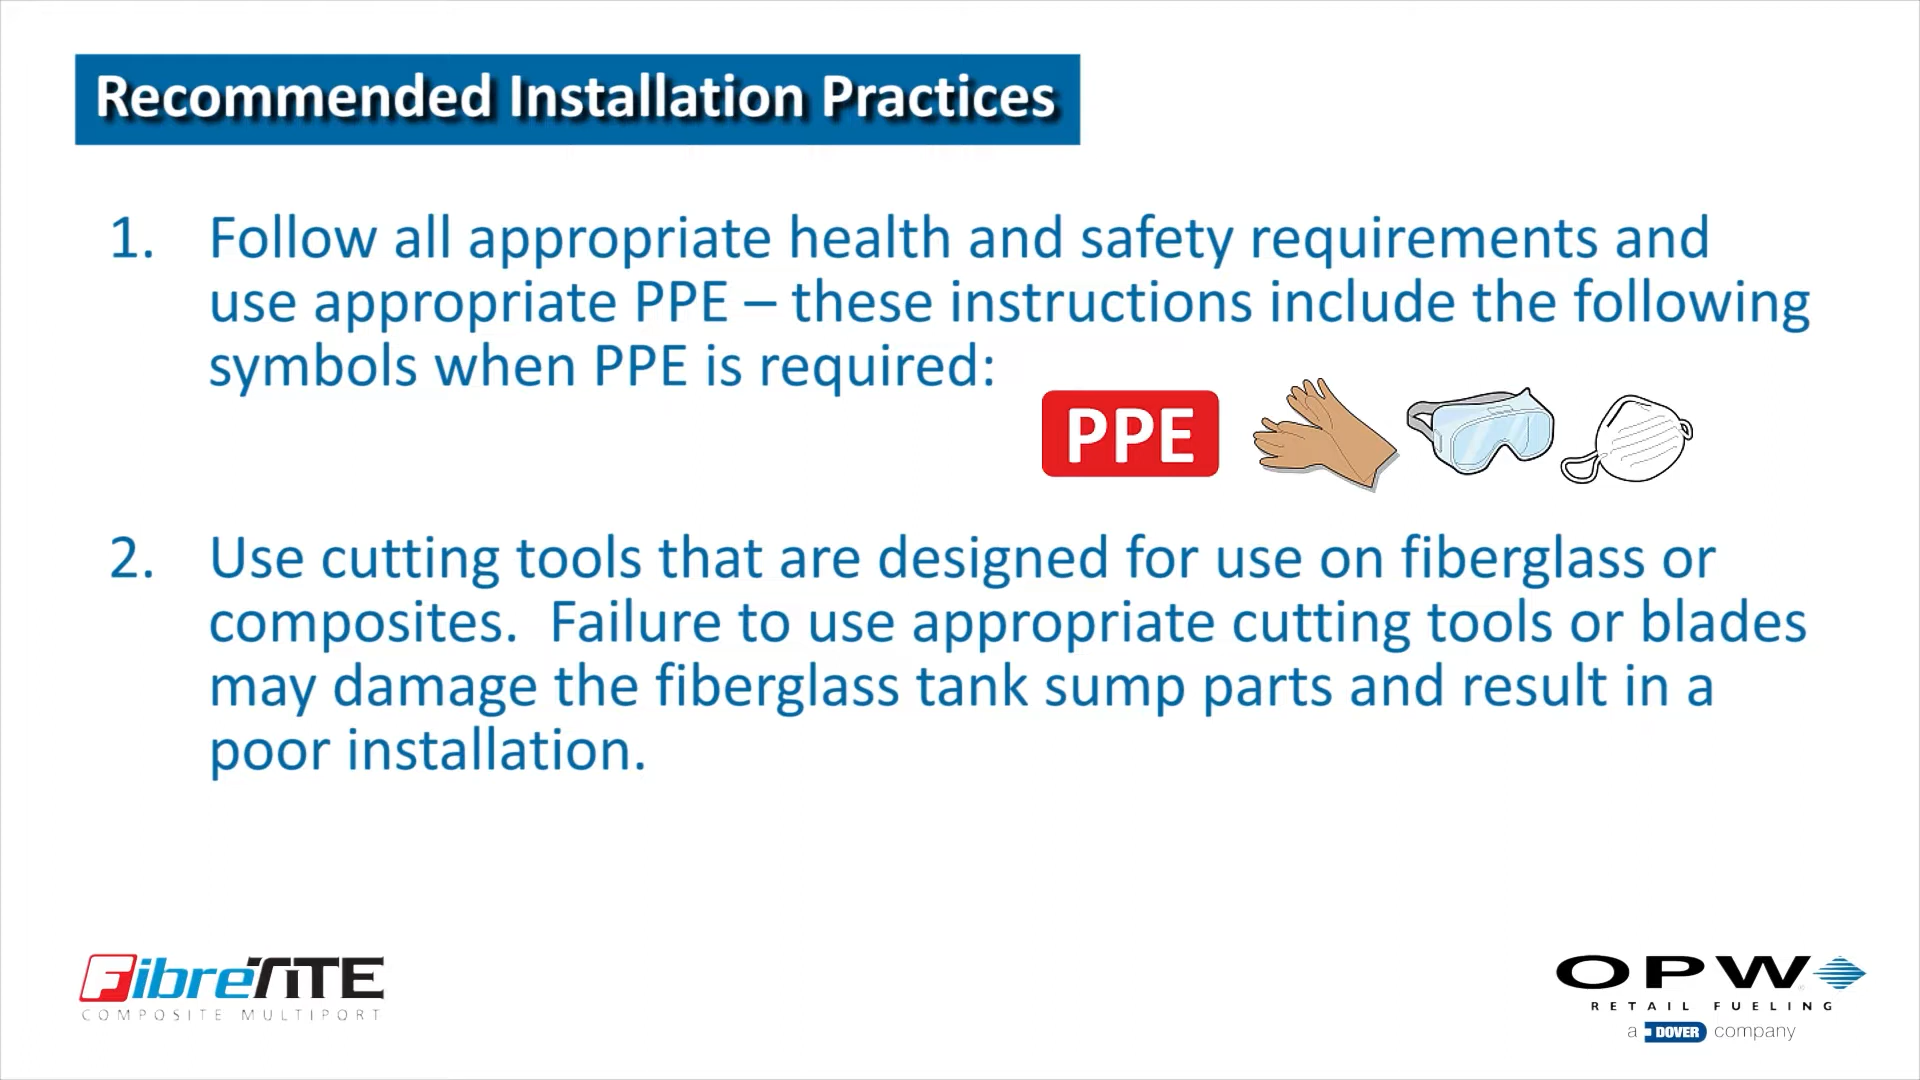 Recommended Installation Practices
1. Follow all appropriate health and safety requirements and
use appropriate PPE – these instructions include the following
symbols when PPE is required:
PPE
2. Use cutting tools that are designed for use on fiberglass or
composites.  Failure to use appropriate cutting tools or blades
may damage the fiberglass tank sump parts and result in a
poor installation.
FibreTITE
COMPOSITE MULTIPORT
OPW
RETAIL FUELING
a DOVER company